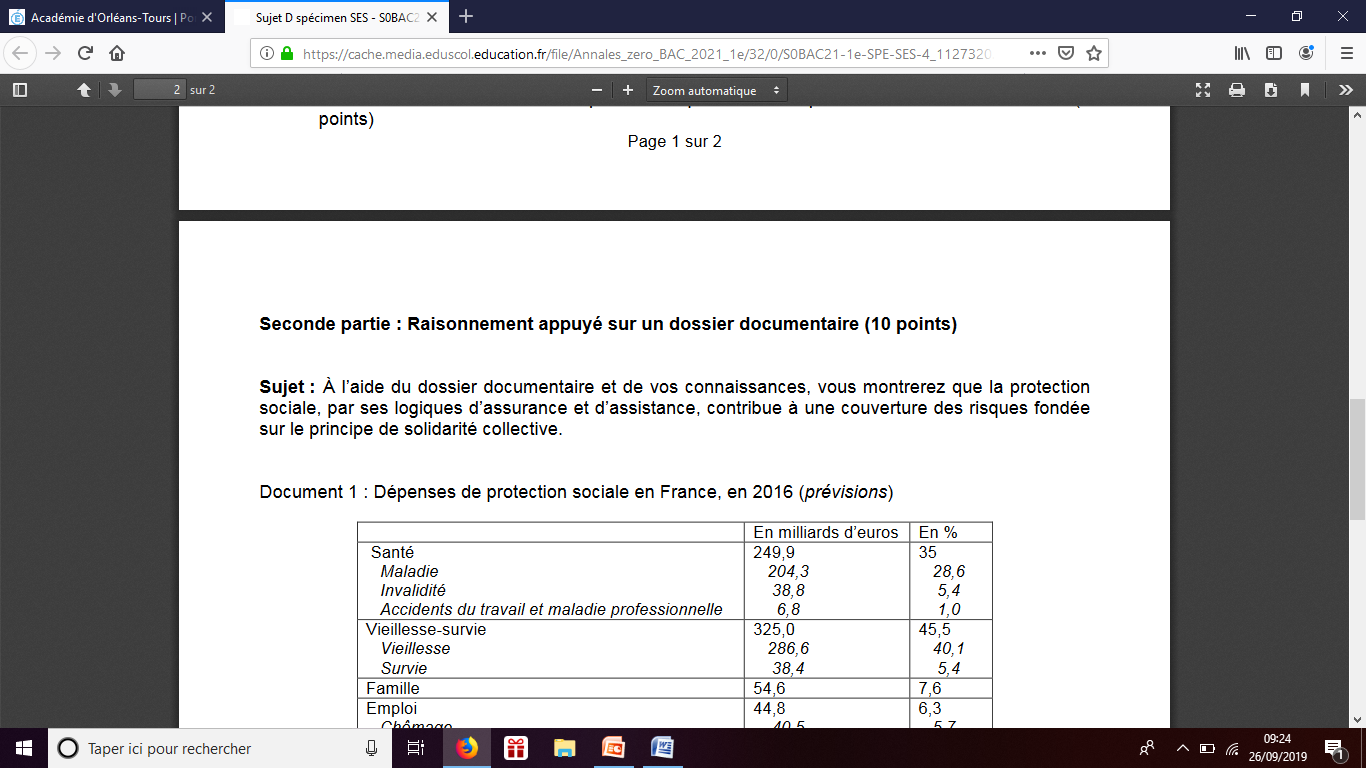 Académie d'Orléans-Tours | Po
Sujet D spécimen SES - S0BAC2
https://cache.media.eduscol.education.fr/file/Annales_zero_BAC_2021_1e/32/0/S0BAC21-1e-SPE-SES-4_1127320
2 sur 2
Zoom automatique
points)
Page 1 sur 2
Seconde partie : Raisonnement appuyé sur un dossier documentaire (10 points)
Sujet : À l’aide du dossier documentaire et de vos connaissances, vous montrerez que la protection
sociale, par ses logiques d’assurance et d’assistance, contribue à une couverture des risques fondée
sur le principe de solidarité collective.
Document 1 : Dépenses de protection sociale en France, en 2016 (prévisions)
En milliards d’euros En %
Santé 249,9 35
Maladie 204,3 28,6
Invalidité 38,8 5,4
Accidents du travail et maladie professionnelle 6,8 1,0
Vieillesse-survie 325,0 45,5
Vieillesse 286,6 40,1
Survie 38,4 5,4
Famille 54,6 7,6
Emploi 44,8 6,3
Chômage 40,5 5,7
Taper ici pour rechercher
09:24
26/09/2019
1